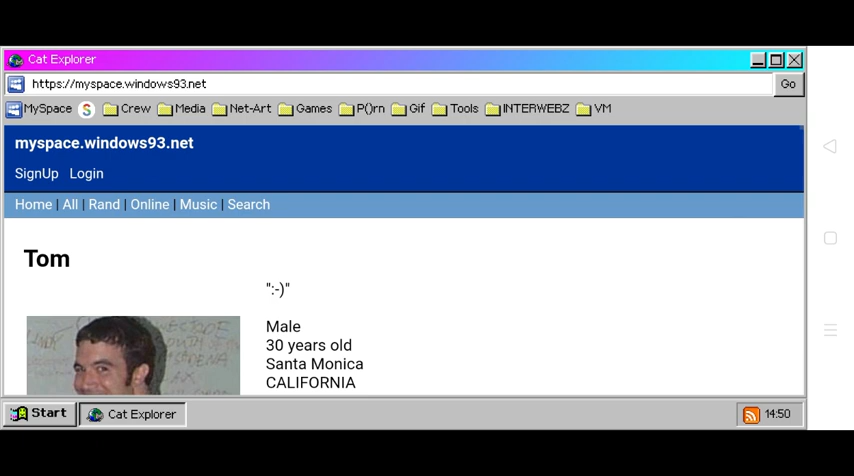 Cat Explorer
https://myspace.windows93.net Go
MySpace S Crew Media Net-Art Games P()rn Gif Tools INTERWEBZ VM
myspace.windows93.net
SignUp Login
Home | All | Rand | Online | Music | Search
Tom
":-)"
Male
30 years old
Santa Monica
CALIFORNIA
Start Cat Explorer 14:50